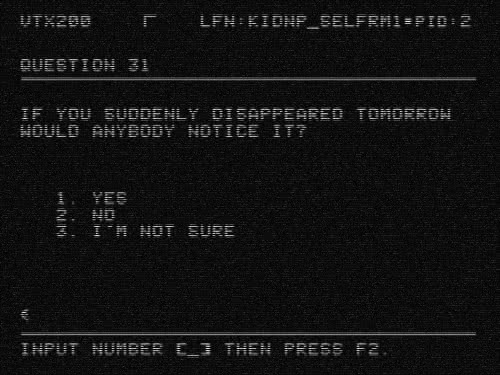 VTX200 Γ LFN:KIDNP_SELFRM1=PID:2
QUESTION 31
IF YOU SUDDENLY DISAPPEARED TOMORROW
WOULD ANYBODY NOTICE IT?
1. YES
2. NO
3. I'M NOT SURE
INPUT NUMBER [_] THEN PRESS F2.